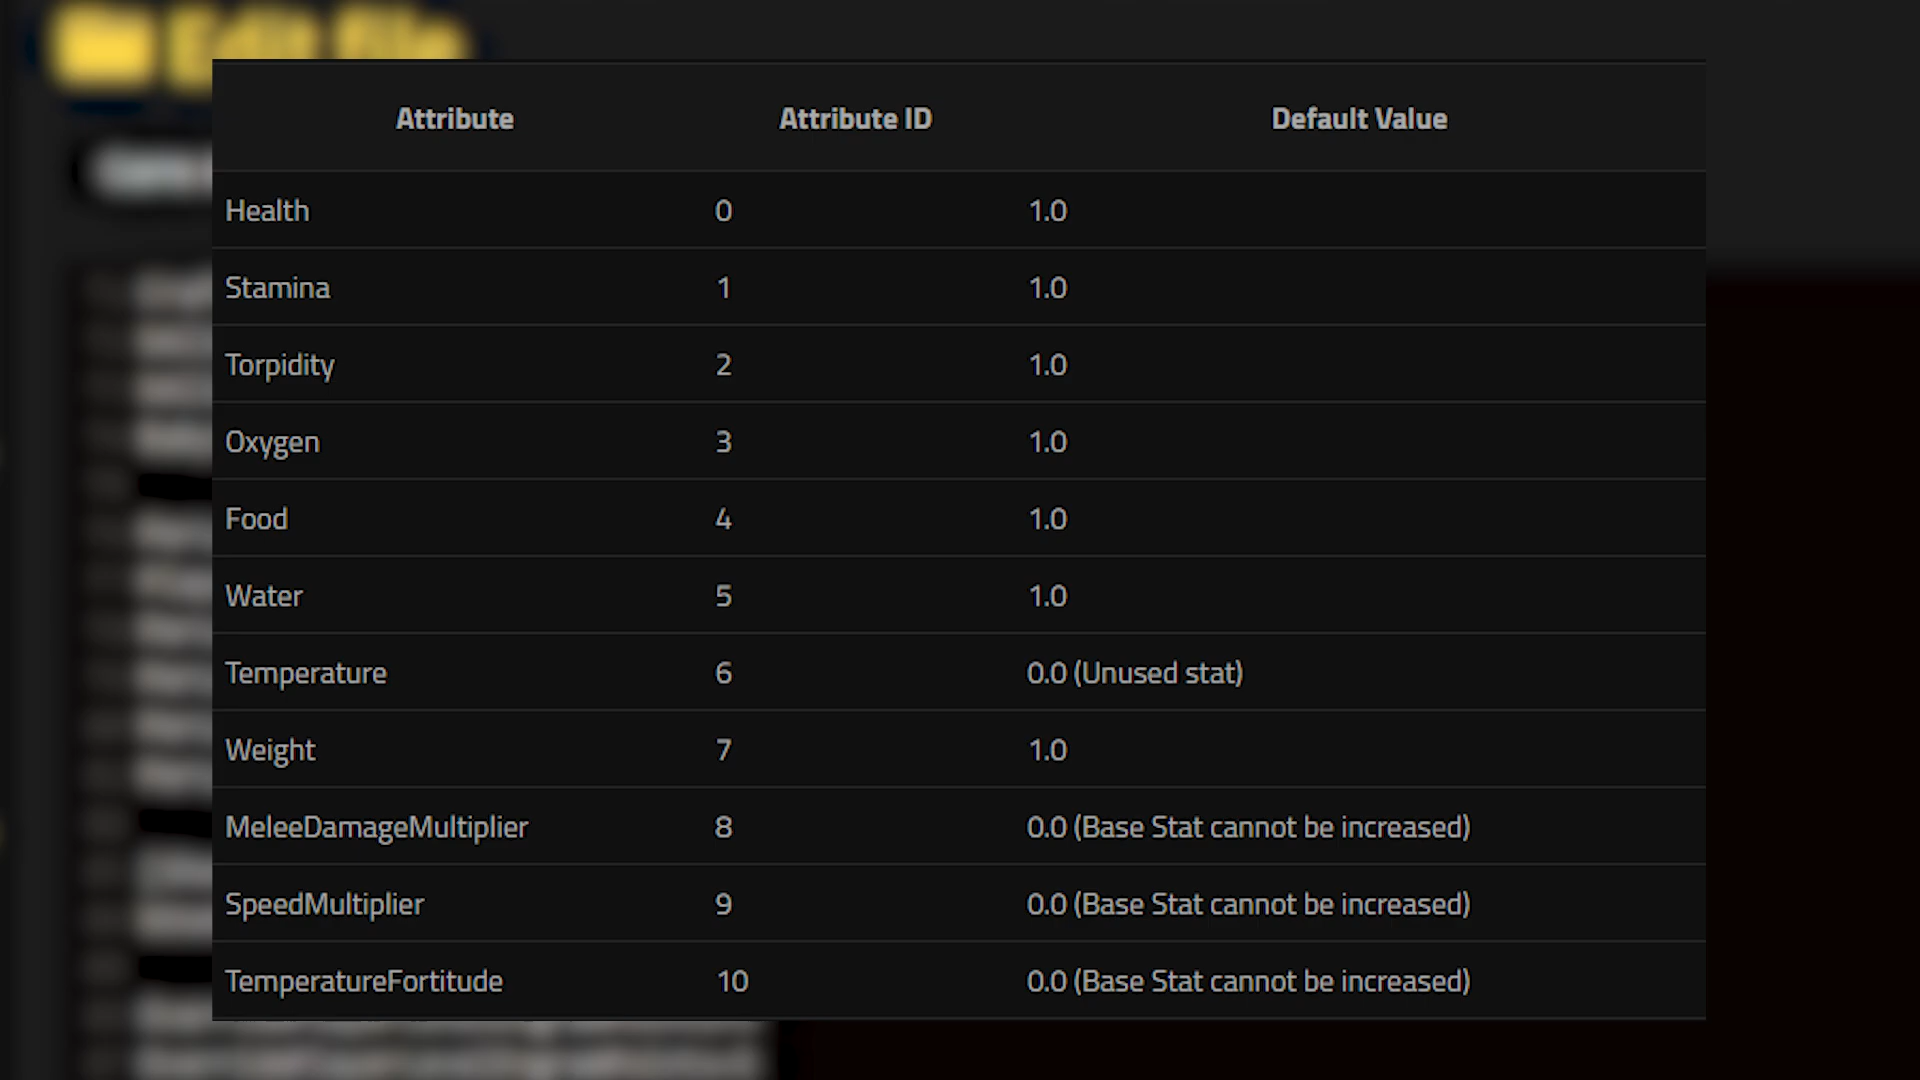 Edit file
Attribute Attribute ID Default Value
Health 0 1.0
Stamina 1 1.0
Torpidity 2 1.0
Oxygen 3 1.0
Food 4 1.0
Water 5 1.0
Temperature 6 0.0 (Unused stat)
Weight 7 1.0
MeleeDamageMultiplier 8 0.0 (Base Stat cannot be increased)
SpeedMultiplier 9 0.0 (Base Stat cannot be increased)
TemperatureFortitude 10 0.0 (Base Stat cannot be increased)